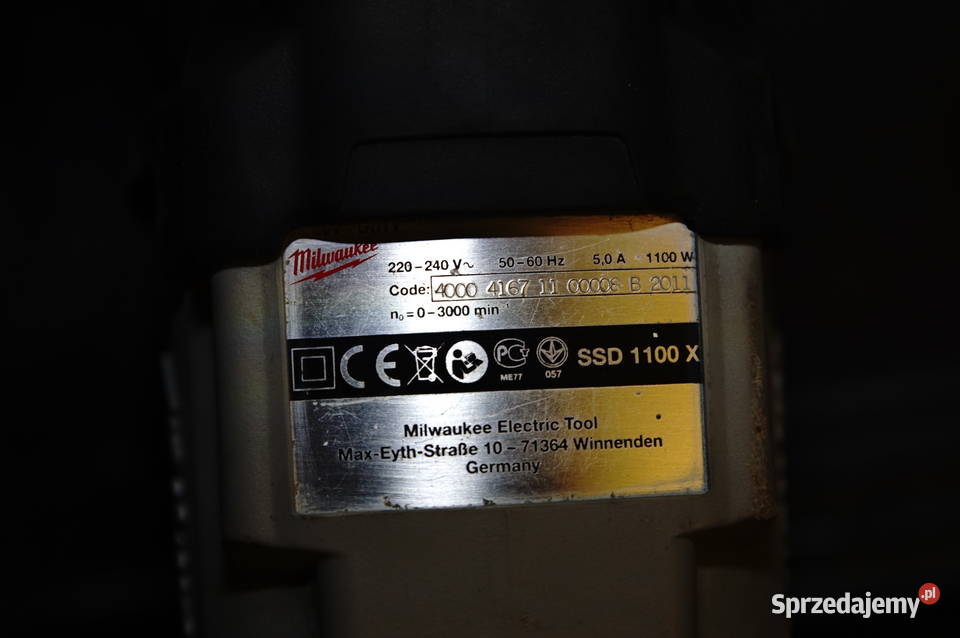 Milwaukee
220-240 V~ 50-60 Hz 5,0 A 1100 W
Code: 4000 4167 11 00008 B 2011
n₀ = 0-3000 min⁻¹
CE PG ME77 057 SSD 1100 X
Milwaukee Electric Tool
Max-Eyth-Straße 10 - 71364 Winnenden
Germany
Sprzedajemy.pl